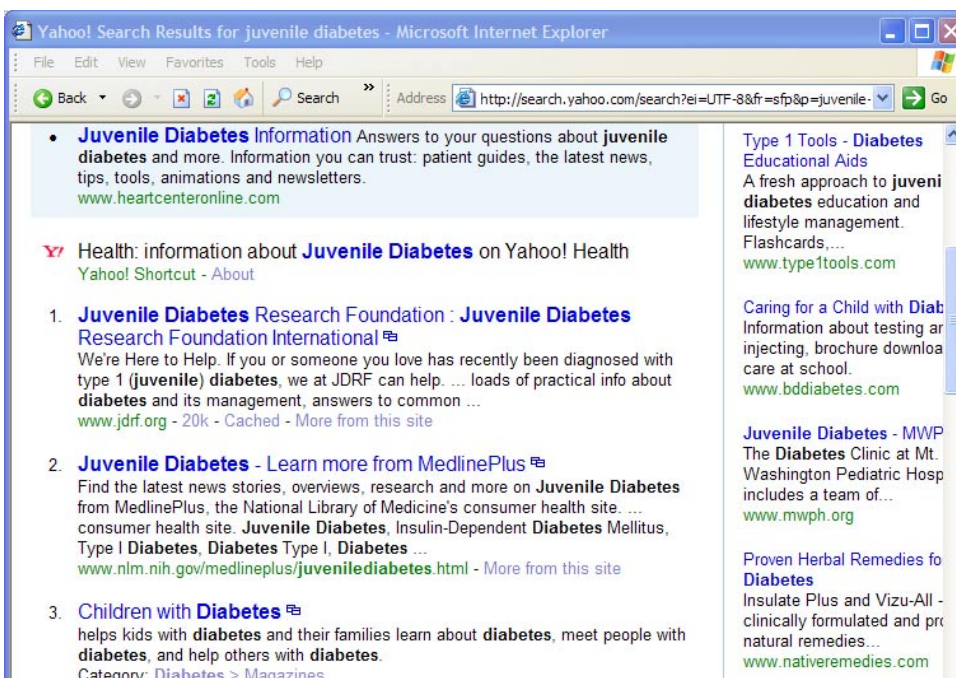 Yahoo! Search Results for juvenile diabetes - Microsoft Internet Explorer
File Edit View Favorites Tools Help
Back Search » Address http://search.yahoo.com/search?ei=UTF-8&fr=sfp&p=juvenile- Go
• Juvenile Diabetes Information Answers to your questions about juvenile
diabetes and more. Information you can trust: patient guides, the latest news,
tips, tools, animations and newsletters.
www.heartcenteronline.com
Y! Health: information about Juvenile Diabetes on Yahoo! Health
Yahoo! Shortcut - About
1. Juvenile Diabetes Research Foundation : Juvenile Diabetes
Research Foundation International
We're Here to Help. If you or someone you love has recently been diagnosed with
type 1 (juvenile) diabetes, we at JDRF can help. ... loads of practical info about
diabetes and its management, answers to common ...
www.jdrf.org - 20k - Cached - More from this site
2. Juvenile Diabetes - Learn more from MedlinePlus
Find the latest news stories, overviews, research and more on Juvenile Diabetes
from MedlinePlus, the National Library of Medicine's consumer health site. ...
consumer health site. Juvenile Diabetes, Insulin-Dependent Diabetes Mellitus,
Type I Diabetes, Diabetes Type I, Diabetes ...
www.nlm.nih.gov/medlineplus/juvenilediabetes.html - More from this site
3. Children with Diabetes
helps kids with diabetes and their families learn about diabetes, meet people with
diabetes, and help others with diabetes.
Category: Diabetes > Magazines
Type 1 Tools - Diabetes
Educational Aids
A fresh approach to juveni
diabetes education and
lifestyle management.
Flashcards,...
www.type1tools.com
Caring for a Child with Diab
Information about testing ar
injecting, brochure downloa
care at school.
www.bddiabetes.com
Juvenile Diabetes - MWP
The Diabetes Clinic at Mt.
Washington Pediatric Hosp
includes a team of...
www.mwph.org
Proven Herbal Remedies fo
Diabetes
Insulate Plus and Vizu-All -
clinically formulated and pro
natural remedies...
www.nativeremedies.com